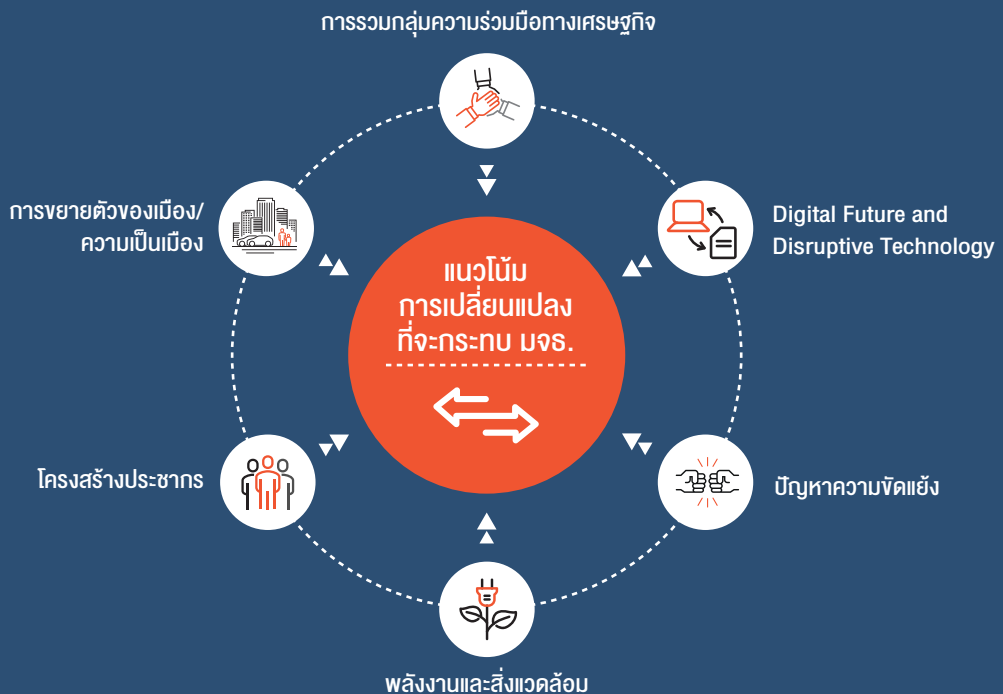 การรวมกลุ่มความร่วมมือทางเศรษฐกิจ
การขยายตัวของเมือง/
ความเป็นเมือง
Digital Future and
Disruptive Technology
แนวโน้ม
การเปลี่ยนแปลง
ที่จะกระทบ มจธ.
โครงสร้างประชากร
ปัญหาความขัดแย้ง
พลังงานและสิ่งแวดล้อม